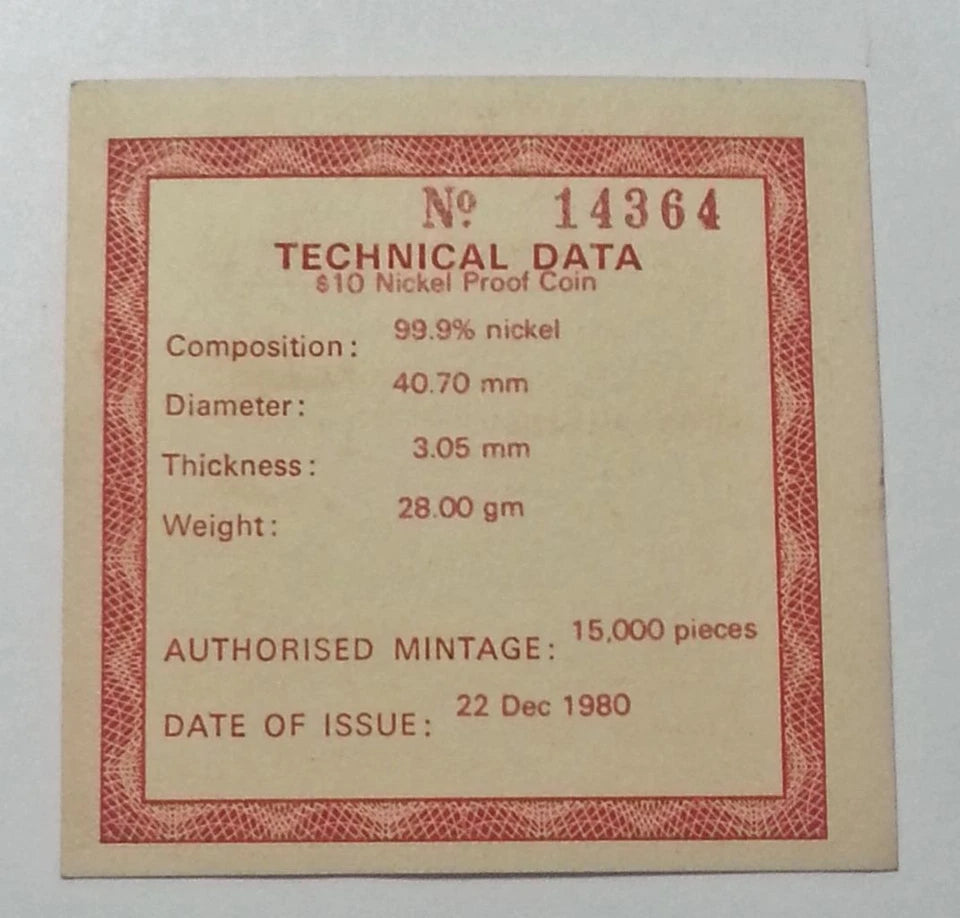 Nº 14364
TECHNICAL DATA
$10 Nickel Proof Coin
Composition: 99.9% nickel
Diameter: 40.70 mm
Thickness: 3.05 mm
Weight: 28.00 gm
AUTHORISED MINTAGE: 15,000 pieces
DATE OF ISSUE: 22 Dec 1980